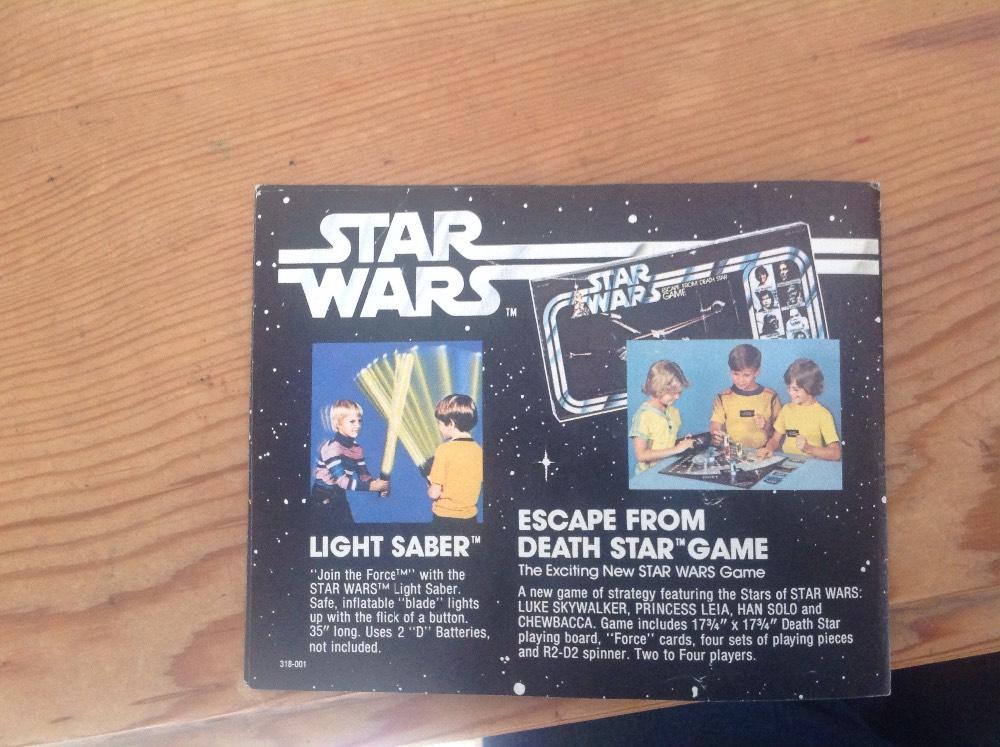 STAR
WARS™
STAR
WARS
ESCAPE FROM DEATH STAR
GAME
LIGHT SABER™
"Join the Force™" with the
STAR WARS™ Light Saber.
Safe, inflatable "blade" lights
up with the flick of a button.
35" long. Uses 2 "D" Batteries,
not included.
318-001
ESCAPE FROM
DEATH STAR™ GAME
The Exciting New STAR WARS Game
A new game of strategy featuring the Stars of STAR WARS:
LUKE SKYWALKER, PRINCESS LEIA, HAN SOLO and
CHEWBACCA. Game includes 17¾" x 17¾" Death Star
playing board, "Force" cards, four sets of playing pieces
and R2-D2 spinner. Two to Four players.